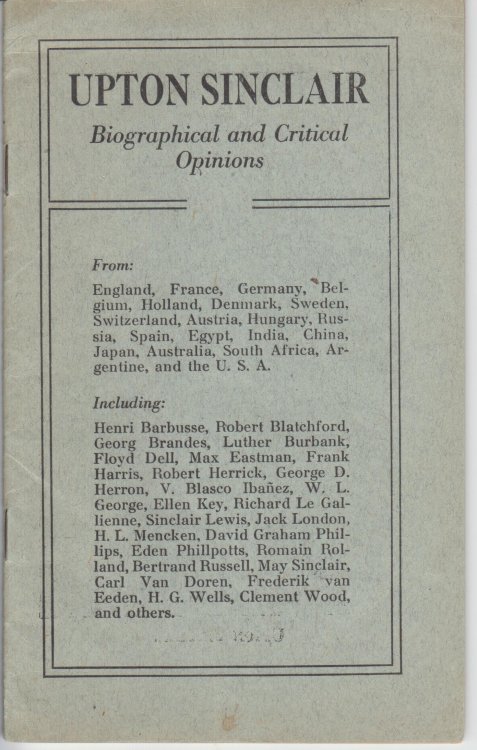 UPTON SINCLAIR
Biographical and Critical
Opinions
From:
England, France, Germany, Bel-
gium, Holland, Denmark, Sweden,
Switzerland, Austria, Hungary, Rus-
sia, Spain, Egypt, India, China,
Japan, Australia, South Africa, Ar-
gentine, and the U. S. A.
Including:
Henri Barbusse, Robert Blatchford,
Georg Brandes, Luther Burbank,
Floyd Dell, Max Eastman, Frank
Harris, Robert Herrick, George D.
Herron, V. Blasco Ibañez, W. L.
George, Ellen Key, Richard Le Gal-
lienne, Sinclair Lewis, Jack London,
H. L. Mencken, David Graham Phil-
lips, Eden Phillpotts, Romain Rol-
land, Bertrand Russell, May Sinclair,
Carl Van Doren, Frederik van
Eeden, H. G. Wells, Clement Wood,
and others.